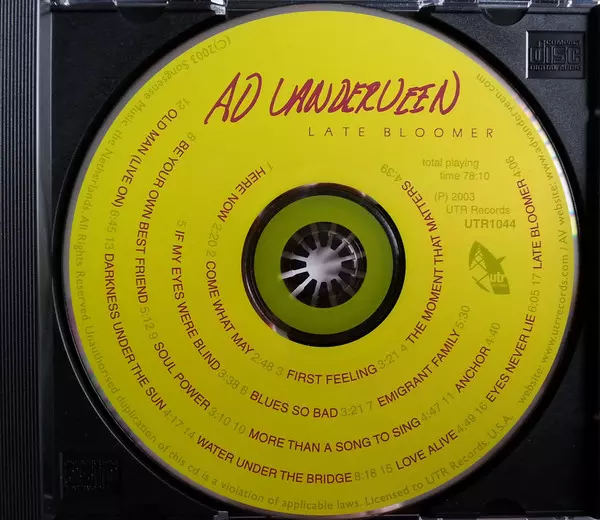 AD VANDERVEEN
LATE BLOOMER
total playing
time 78:10
(P) 2003
UTR Records
UTR1044
utr
1 HERE NOW 2:20 2 COME WHAT MAY 2:48 3 FIRST FEELING 3:21 4 THE MOMENT THAT MATTERS 4:39
5 IF MY EYES WERE BLIND 3:38 6 BLUES SO BAD 3:21 7 EMIGRANT FAMILY 5:30
8 BE YOUR OWN BEST FRIEND 5:12 9 SOUL POWER 3:10 10 MORE THAN A SONG TO SING 4:47 11 ANCHOR 4:40
12 OLD MAN (LIVE ON) 8:45 13 DARKNESS UNDER THE SUN 4:17 14 WATER UNDER THE BRIDGE 8:18 15 LOVE ALIVE 4:49 16 EYES NEVER LIE 6:05 17 LATE BLOOMER 4:06
(C)2003 Songsense Music the Netherlands All Rights Reserved. Unauthorised duplication of this cd is a violation of applicable laws. Licensed to UTR Records, U.S.A. website: www.utrrecords.com / AV website: www.advanderveen.com
COMPACT
disc
DIGITAL AUDIO